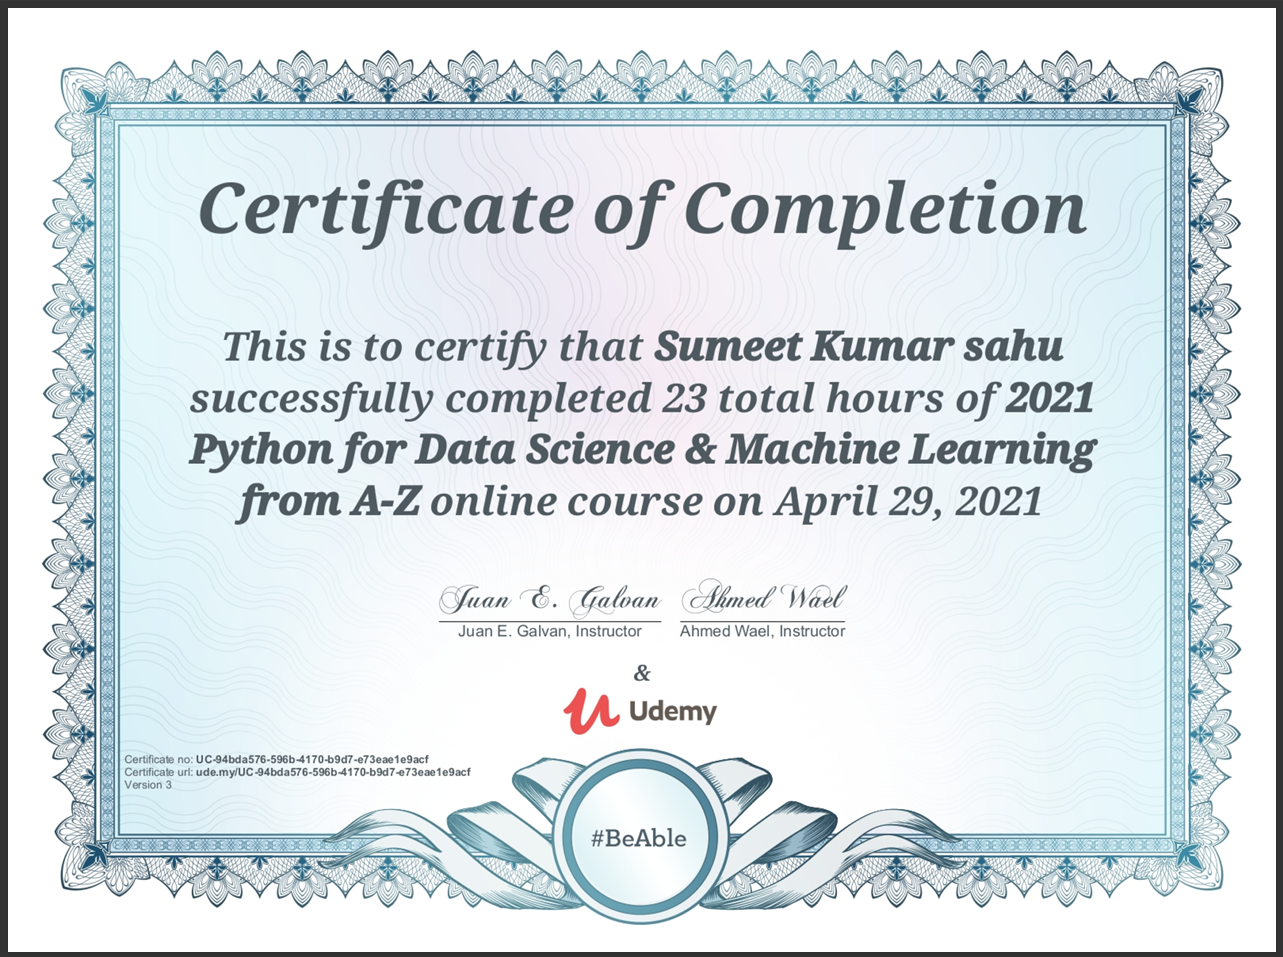 Certificate of Completion
This is to certify that Sumeet Kumar sahu
successfully completed 23 total hours of 2021
Python for Data Science & Machine Learning
from A-Z online course on April 29, 2021
Juan E. Galvan Ahmed Wael
Juan E. Galvan, Instructor Ahmed Wael, Instructor
&
Udemy
Certificate no: UC-94bda576-596b-4170-b9d7-e73eae1e9acf
Certificate url: ude.my/UC-94bda576-596b-4170-b9d7-e73eae1e9acf
Version 3
#BeAble